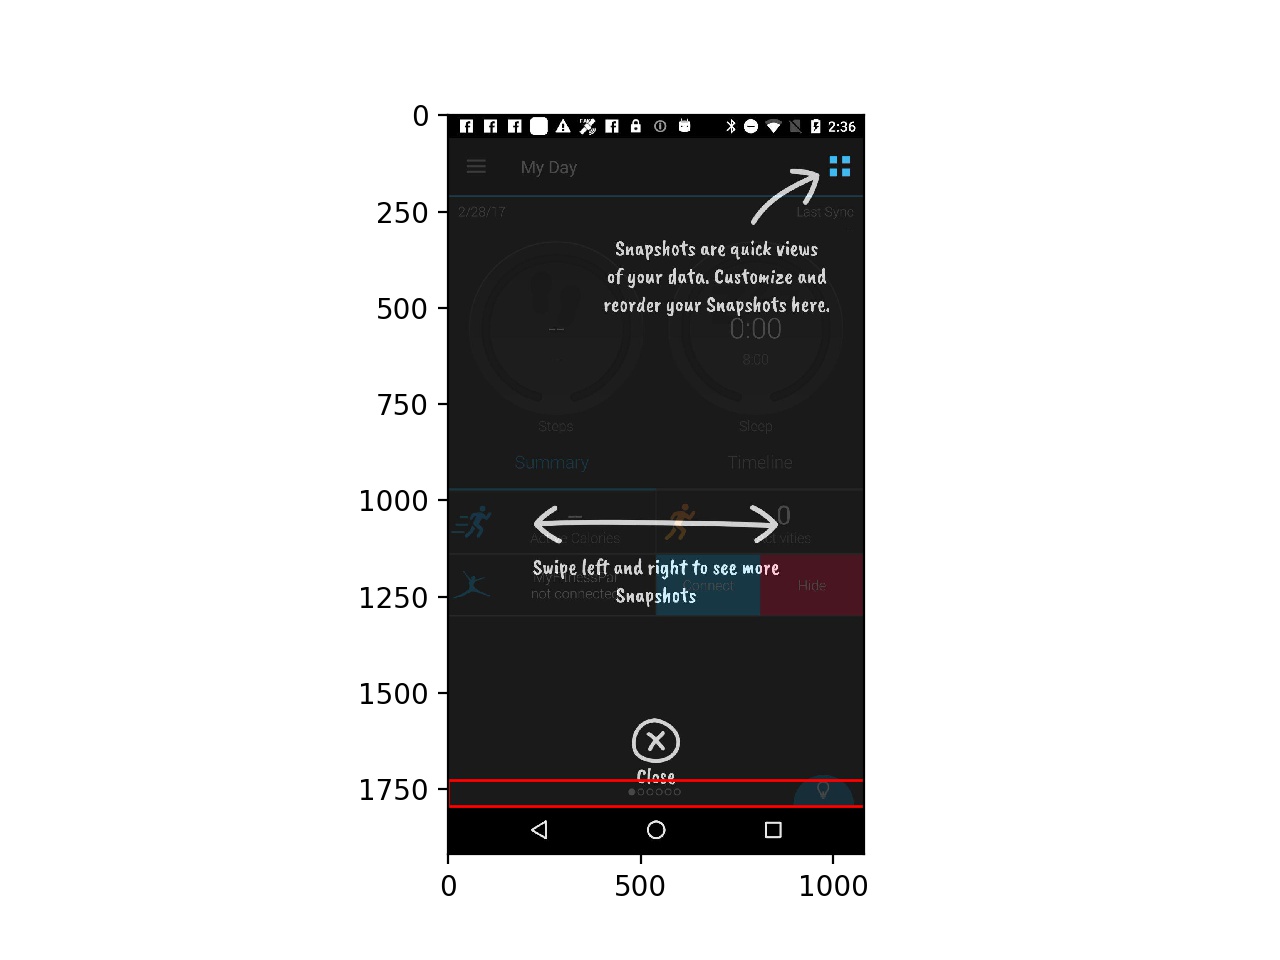 0
250
500
750
1000
1250
1500
1750
2:36
My Day
2/28/17
Last Sync
Snapshots are quick views
of your data. Customize and
reorder your Snapshots here.
--
0:00
8:00
Steps
Sleep
Summary
Timeline
--
0
Active Calories
Activities
Swipe left and right to see more
Snapshots
MyFitnessPal
not connected
Connect
Hide
Close
0
500
1000